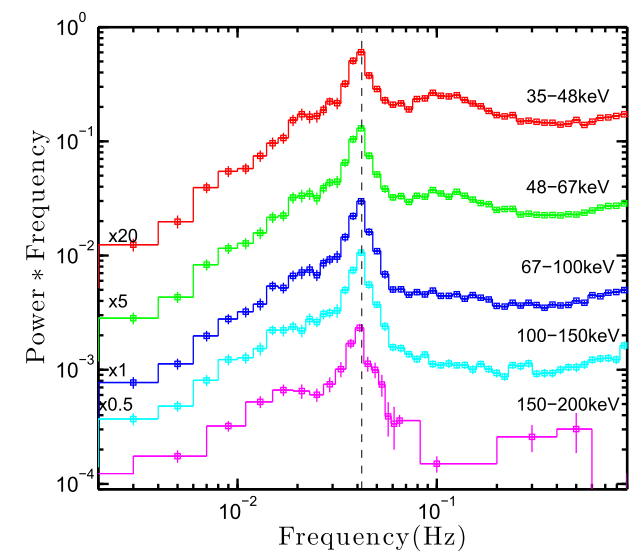 10^0
35−48keV
10^−1
48−67keV
x20
10^−2
67−100keV
x5
100−150keV
x1
10^−3
x0.5
150−200keV
10^−4
10^−2
10^−1
Frequency(Hz)
Power * Frequency